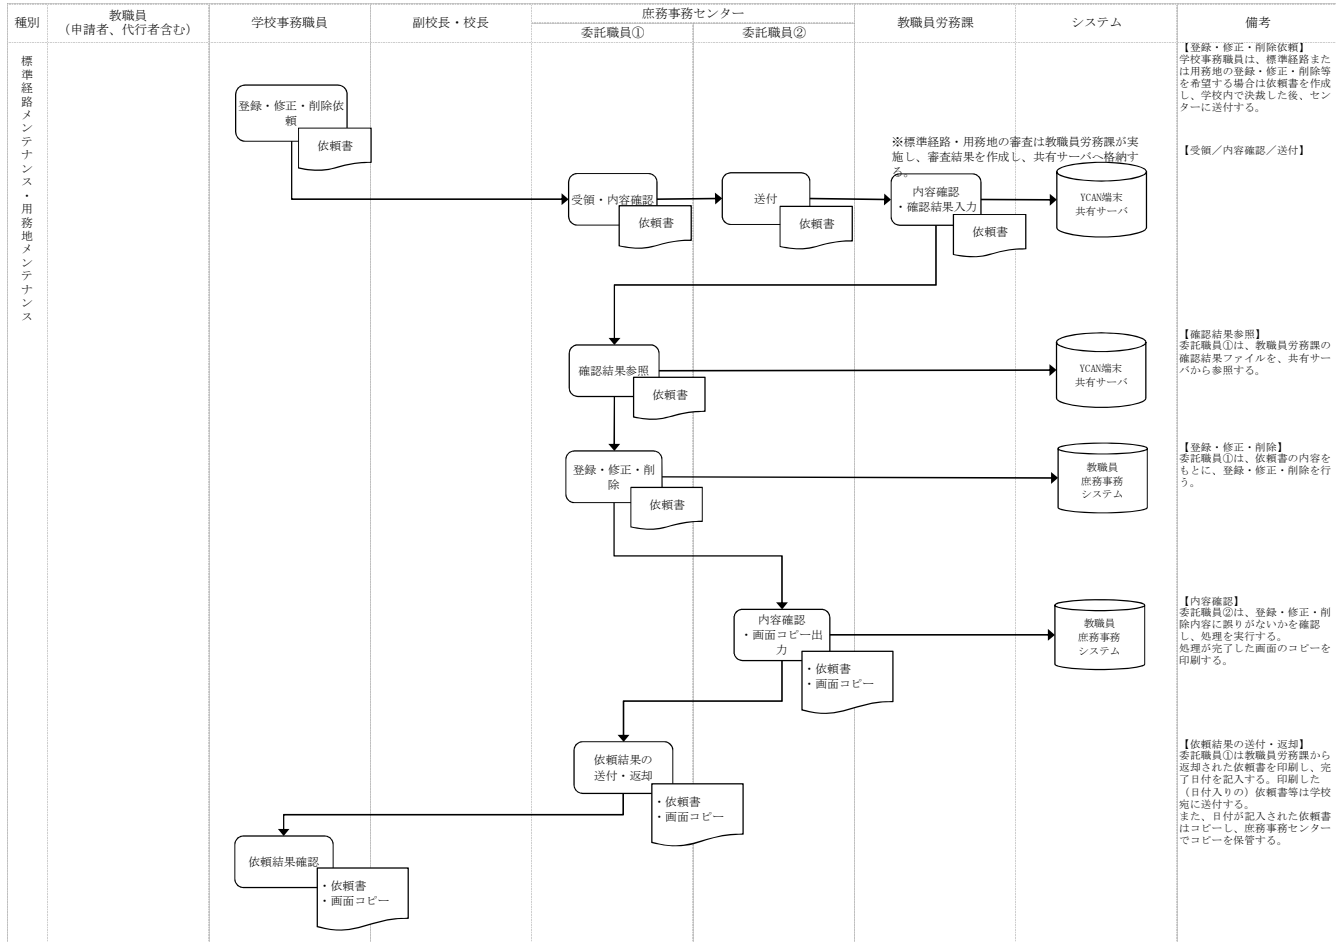 種別
教職員
(申請者、代行者含む)
学校事務職員
副校長・校長
庶務事務センター
委託職員①
委託職員②
教職員労務課
システム
備考
標準経路メンテナンス・用務地メンテナンス
登録・修正・削除依
頼
依頼書
【登録・修正・削除依頼】
学校事務職員は、標準経路また
は用務地の登録・修正・削除等
を希望する場合は依頼書を作成
し、学校内で決裁した後、セン
ターに送付する。
※標準経路・用務地の審査は教職員労務課が実
施し、審査結果を作成し、共有サーバへ格納す
る。
【受領/内容確認/送付】
受領・内容確認
依頼書
送付
依頼書
内容確認
・確認結果入力
依頼書
YCAN端末
共有サーバ
確認結果参照
依頼書
YCAN端末
共有サーバ
【確認結果参照】
委託職員①は、教職員労務課の
確認結果ファイルを、共有サー
バから参照する。
登録・修正・削
除
依頼書
教職員
庶務事務
システム
【登録・修正・削除】
委託職員①は、依頼書の内容を
もとに、登録・修正・削除を行
う。
内容確認
・画面コピー出
力
・依頼書
・画面コピー
教職員
庶務事務
システム
【内容確認】
委託職員②は、登録・修正・削
除内容に誤りがないかを確認
し、処理を実行する。
処理が完了した画面のコピーを
印刷する。
依頼結果の
送付・返却
・依頼書
・画面コピー
【依頼結果の送付・返却】
委託職員①は教職員労務課から
返却された依頼書を印刷し、完
了日付を記入する。印刷した
(日付入りの)依頼書等は学校
宛に送付する。
また、日付が記入された依頼書
はコピーし、庶務事務センター
でコピーを保管する。
依頼結果確認
・依頼書
・画面コピー